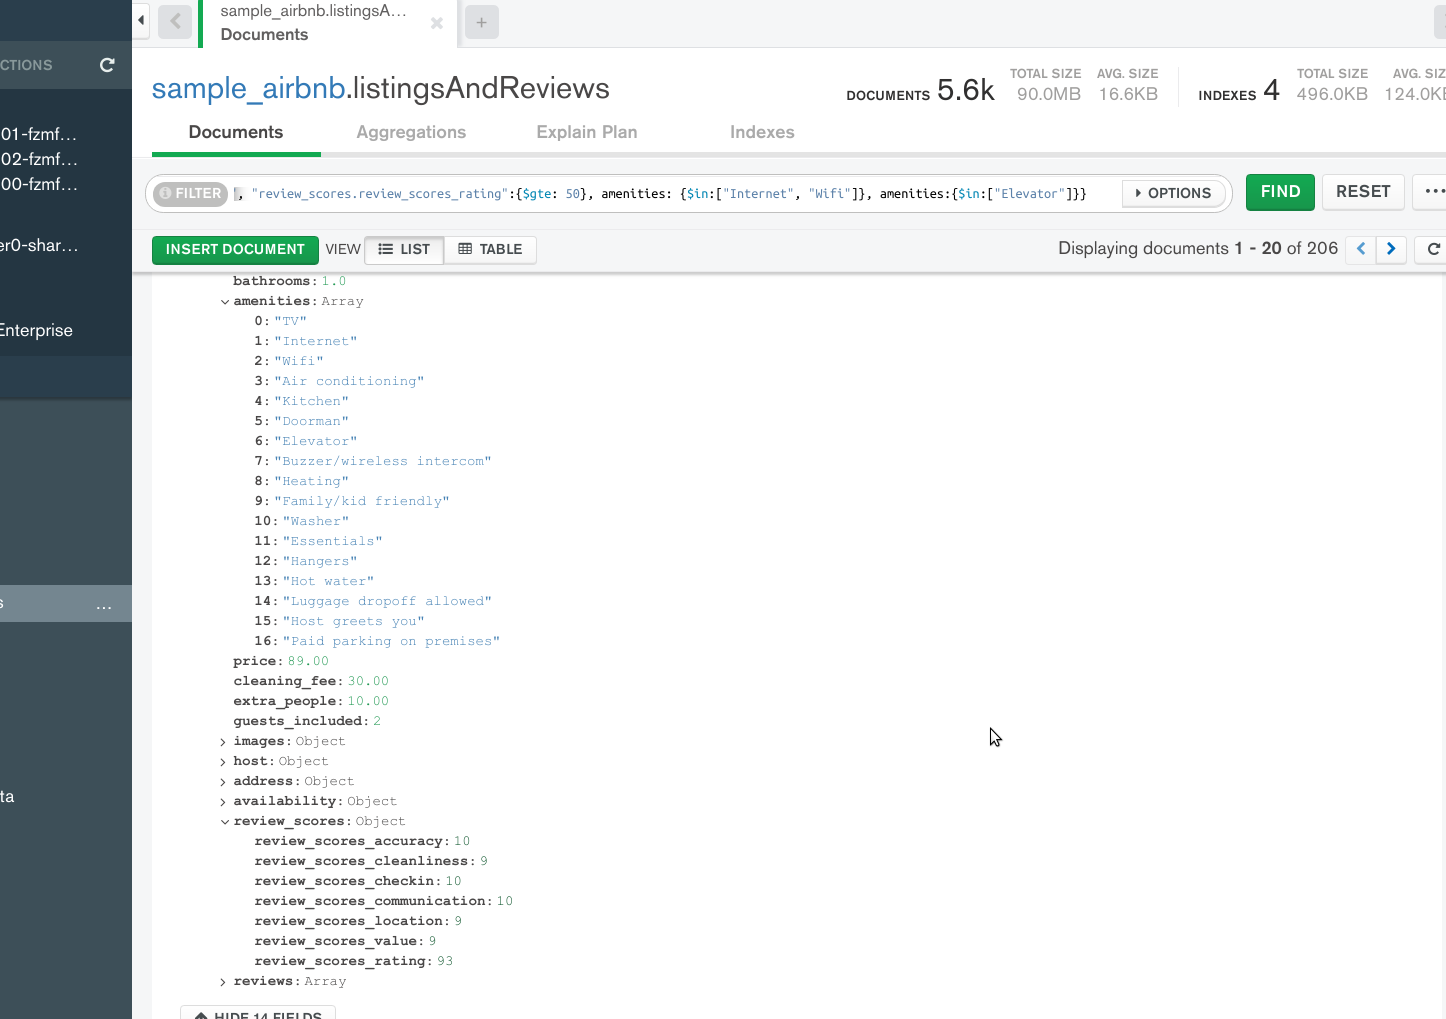 sample_airbnb.listingsA...
Documents
CTIONS
sample_airbnb.listingsAndReviews
DOCUMENTS 5.6k TOTAL SIZE 90.0MB AVG. SIZE 16.6KB
INDEXES 4 TOTAL SIZE 496.0KB AVG. SIZ 124.0KB
01-fzmf...
02-fzmf...
00-fzmf...
er0-shar...
Enterprise
s ...
ta
Documents Aggregations Explain Plan Indexes
FILTER , "review_scores.review_scores_rating":{$gte: 50}, amenities: {$in:["Internet", "Wifi"]}, amenities:{$in:["Elevator"]}} OPTIONS FIND RESET ...
INSERT DOCUMENT VIEW LIST TABLE Displaying documents 1 - 20 of 206
bathrooms: 1.0
amenities: Array
0: "TV"
1: "Internet"
2: "Wifi"
3: "Air conditioning"
4: "Kitchen"
5: "Doorman"
6: "Elevator"
7: "Buzzer/wireless intercom"
8: "Heating"
9: "Family/kid friendly"
10: "Washer"
11: "Essentials"
12: "Hangers"
13: "Hot water"
14: "Luggage dropoff allowed"
15: "Host greets you"
16: "Paid parking on premises"
price: 89.00
cleaning_fee: 30.00
extra_people: 10.00
guests_included: 2
images: Object
host: Object
address: Object
availability: Object
review_scores: Object
review_scores_accuracy: 10
review_scores_cleanliness: 9
review_scores_checkin: 10
review_scores_communication: 10
review_scores_location: 9
review_scores_value: 9
review_scores_rating: 93
reviews: Array
HIDE 14 FIELDS